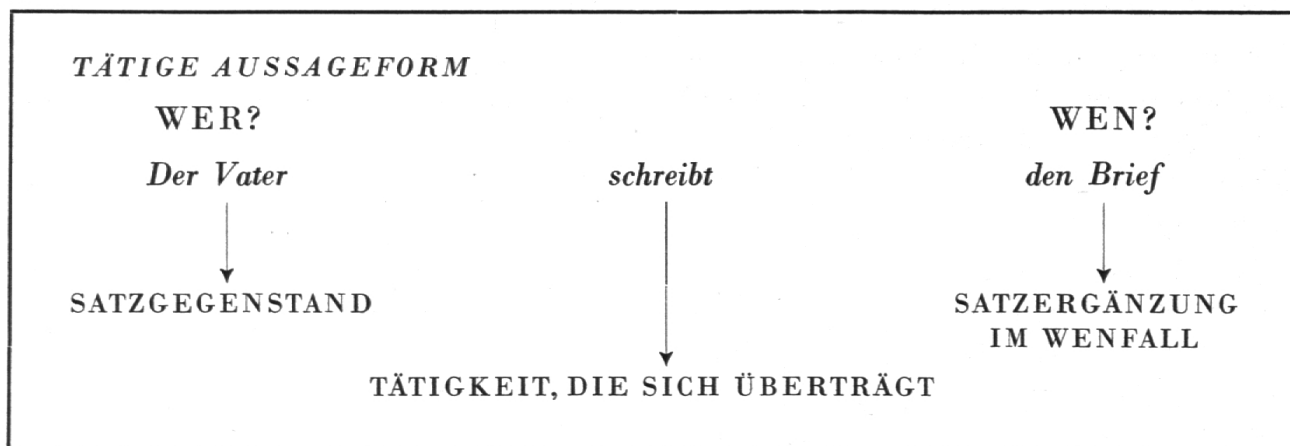 TÄTIGE AUSSAGEFORM
WER? WEN?
Der Vater schreibt den Brief
SATZGEGENSTAND SATZERGÄNZUNG
IM WENFALL
TÄTIGKEIT, DIE SICH ÜBERTRÄGT